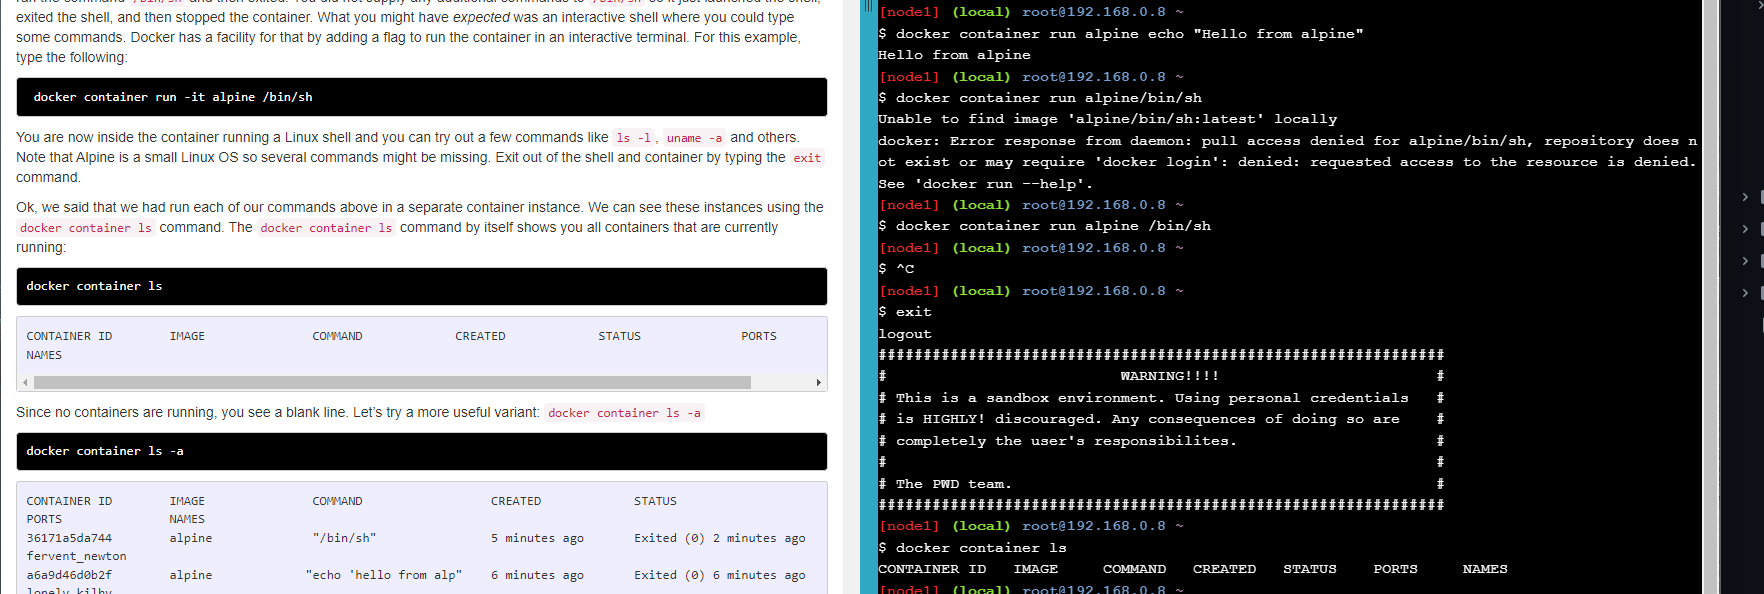 exited the shell, and then stopped the container. What you might have expected was an interactive shell where you could type
some commands. Docker has a facility for that by adding a flag to run the container in an interactive terminal. For this example,
type the following:
docker container run -it alpine /bin/sh
You are now inside the container running a Linux shell and you can try out a few commands like ls -l , uname -a and others.
Note that Alpine is a small Linux OS so several commands might be missing. Exit out of the shell and container by typing the exit
command.
Ok, we said that we had run each of our commands above in a separate container instance. We can see these instances using the
docker container ls command. The docker container ls command by itself shows you all containers that are currently
running:
docker container ls
CONTAINER ID IMAGE COMMAND CREATED STATUS PORTS
NAMES
Since no containers are running, you see a blank line. Let's try a more useful variant: docker container ls -a
docker container ls -a
CONTAINER ID IMAGE COMMAND CREATED STATUS
PORTS NAMES
36171a5da744 alpine "/bin/sh" 5 minutes ago Exited (0) 2 minutes ago
fervent_newton
a6a9d46d0b2f alpine "echo 'hello from alp" 6 minutes ago Exited (0) 6 minutes ago
lonely_kilby
[node1] (local) root@192.168.0.8 ~
$ docker container run alpine echo "Hello from alpine"
Hello from alpine
[node1] (local) root@192.168.0.8 ~
$ docker container run alpine/bin/sh
Unable to find image 'alpine/bin/sh:latest' locally
docker: Error response from daemon: pull access denied for alpine/bin/sh, repository does n
ot exist or may require 'docker login': denied: requested access to the resource is denied.
See 'docker run --help'.
[node1] (local) root@192.168.0.8 ~
$ docker container run alpine /bin/sh
[node1] (local) root@192.168.0.8 ~
$ ^C
[node1] (local) root@192.168.0.8 ~
$ exit
logout
###############################################################
# WARNING!!!! #
# This is a sandbox environment. Using personal credentials #
# is HIGHLY! discouraged. Any consequences of doing so are #
# completely the user's responsibilites. #
# #
# The PWD team. #
###############################################################
[node1] (local) root@192.168.0.8 ~
$ docker container ls
CONTAINER ID IMAGE COMMAND CREATED STATUS PORTS NAMES
[node1] (local) root@192.168.0.8 ~